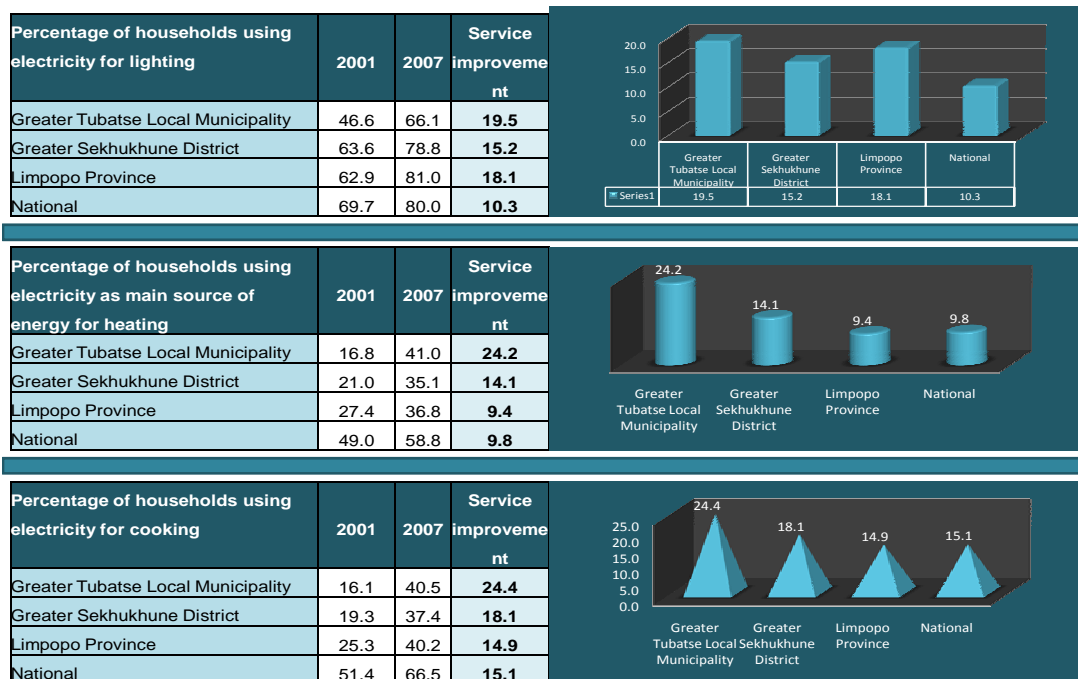 Percentage of households using
electricity for lighting
2001 2007
Service
improveme
nt
Greater Tubatse Local Municipality 46.6 66.1 19.5
Greater Sekhukhune District 63.6 78.8 15.2
Limpopo Province 62.9 81.0 18.1
National 69.7 80.0 10.3
20.0
15.0
10.0
5.0
0.0
Greater
Tubatse Local
Municipality
Greater
Sekhukhune
District
Limpopo
Province
National
Series1 19.5 15.2 18.1 10.3
Percentage of households using
electricity as main source of
energy for heating
2001 2007
Service
improveme
nt
Greater Tubatse Local Municipality 16.8 41.0 24.2
Greater Sekhukhune District 21.0 35.1 14.1
Limpopo Province 27.4 36.8 9.4
National 49.0 58.8 9.8
24.2
14.1
9.4
9.8
Greater
Tubatse Local
Municipality
Greater
Sekhukhune
District
Limpopo
Province
National
Percentage of households using
electricity for cooking
2001 2007
Service
improveme
nt
Greater Tubatse Local Municipality 16.1 40.5 24.4
Greater Sekhukhune District 19.3 37.4 18.1
Limpopo Province 25.3 40.2 14.9
National 51.4 66.5 15.1
25.0
20.0
15.0
10.0
5.0
0.0
24.4
18.1
14.9
15.1
Greater
Tubatse Local
Municipality
Greater
Sekhukhune
District
Limpopo
Province
National